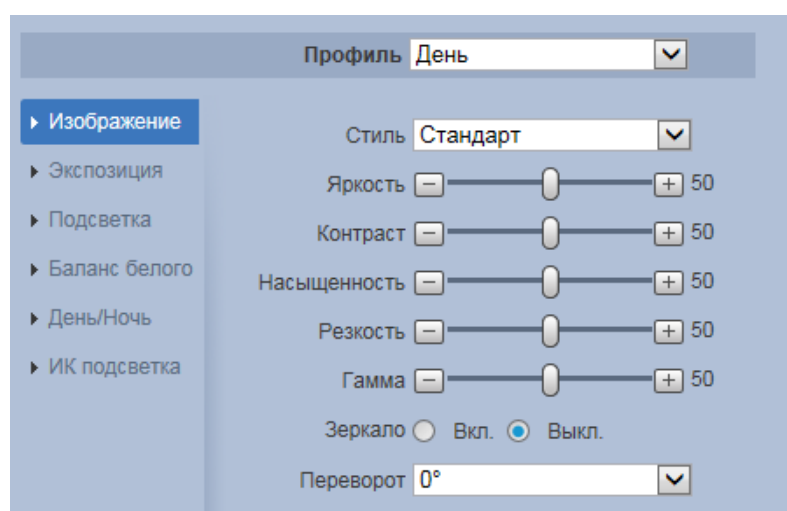 Профиль День
Изображение
Стиль Стандарт
Экспозиция
Яркость 50
Подсветка
Контраст 50
Баланс белого
Насыщенность 50
День/Ночь
Резкость 50
ИК подсветка
Гамма 50
Зеркало Вкл. Выкл.
Переворот 0°